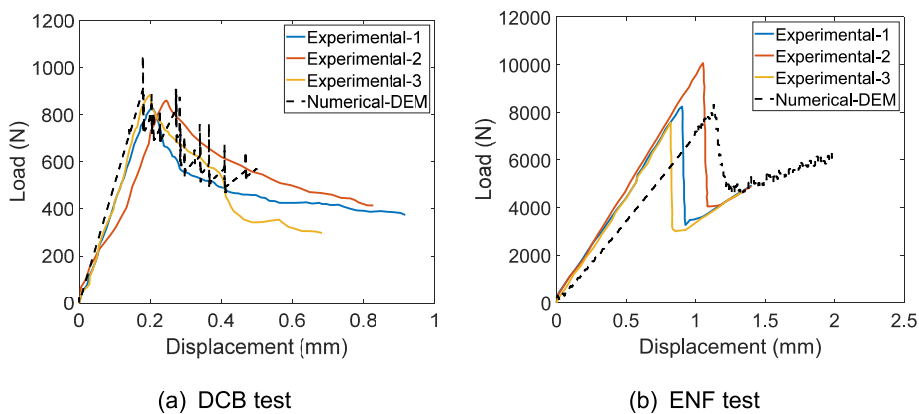 1200
1000
800
600
400
200
0
Load (N)
Experimental-1
Experimental-2
Experimental-3
Numerical-DEM
0 0.2 0.4 0.6 0.8 1
Displacement (mm)
(a) DCB test
12000
10000
8000
6000
4000
2000
0
Load (N)
Experimental-1
Experimental-2
Experimental-3
Numerical-DEM
0 0.5 1 1.5 2 2.5
Displacement (mm)
(b) ENF test